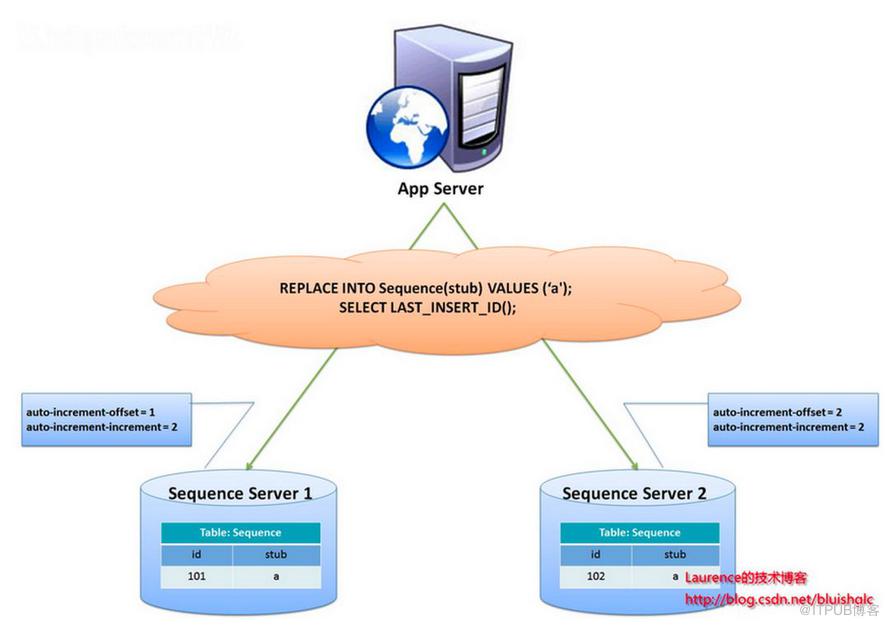 App Server
REPLACE INTO Sequence(stub) VALUES (‘a');
SELECT LAST_INSERT_ID();
auto-increment-offset = 1
auto-increment-increment = 2
auto-increment-offset = 2
auto-increment-increment = 2
Sequence Server 1
Table: Sequence
id stub
101 a
Sequence Server 2
Table: Sequence
id stub
102 a
Laurence的技术博客
http://blog.csdn.net/bluishglc
@ITPUB博客